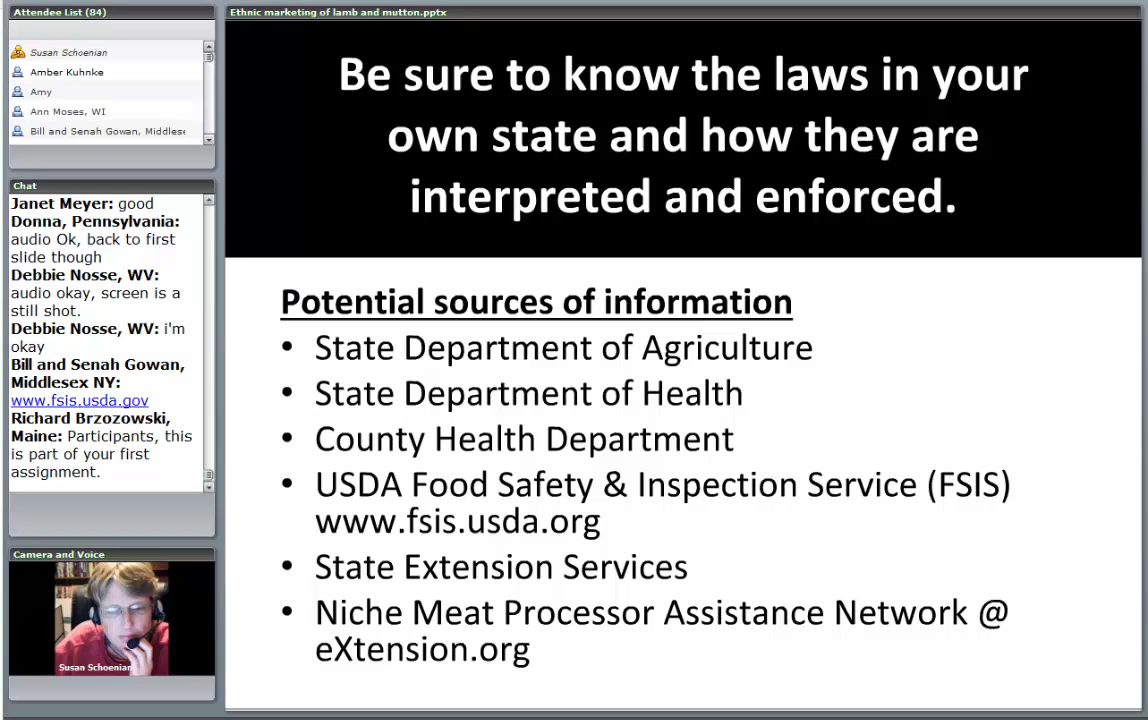 Attendee List (84)
Susan Schoenian
Amber Kuhnke
Amy
Ann Moses, WI
Bill and Senah Gowan, Middlese
Chat
Janet Meyer: good
Donna, Pennsylvania:
audio Ok, back to first
slide though
Debbie Nosse, WV:
audio okay, screen is a
still shot.
Debbie Nosse, WV: i'm
okay
Bill and Senah Gowan,
Middlesex NY:
www.fsis.usda.gov
Richard Brzozowski,
Maine: Participants, this
is part of your first
assignment.
Camera and Voice
Susan Schoenian
Ethnic marketing of lamb and mutton.pptx
Be sure to know the laws in your
own state and how they are
interpreted and enforced.
Potential sources of information
• State Department of Agriculture
• State Department of Health
• County Health Department
• USDA Food Safety & Inspection Service (FSIS)
www.fsis.usda.org
• State Extension Services
• Niche Meat Processor Assistance Network @
eXtension.org